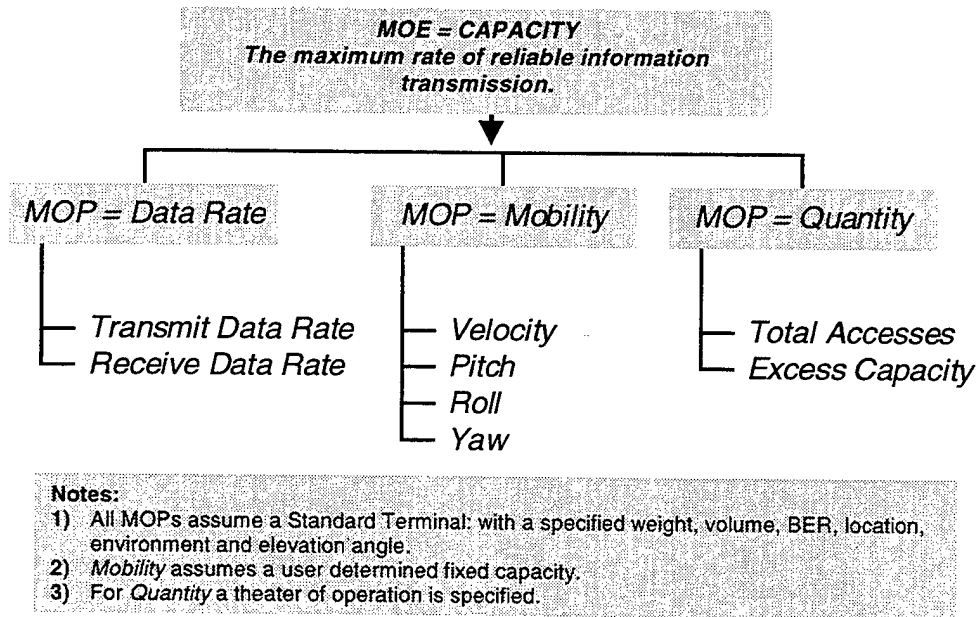 MOE = CAPACITY
The maximum rate of reliable information
transmission.
MOP = Data Rate
MOP = Mobility
MOP = Quantity
Transmit Data Rate
Receive Data Rate
Velocity
Pitch
Roll
Yaw
Total Accesses
Excess Capacity
Notes:
1) All MOPs assume a Standard Terminal: with a specified weight, volume, BER, location,
environment and elevation angle.
2) Mobility assumes a user determined fixed capacity.
3) For Quantity a theater of operation is specified.